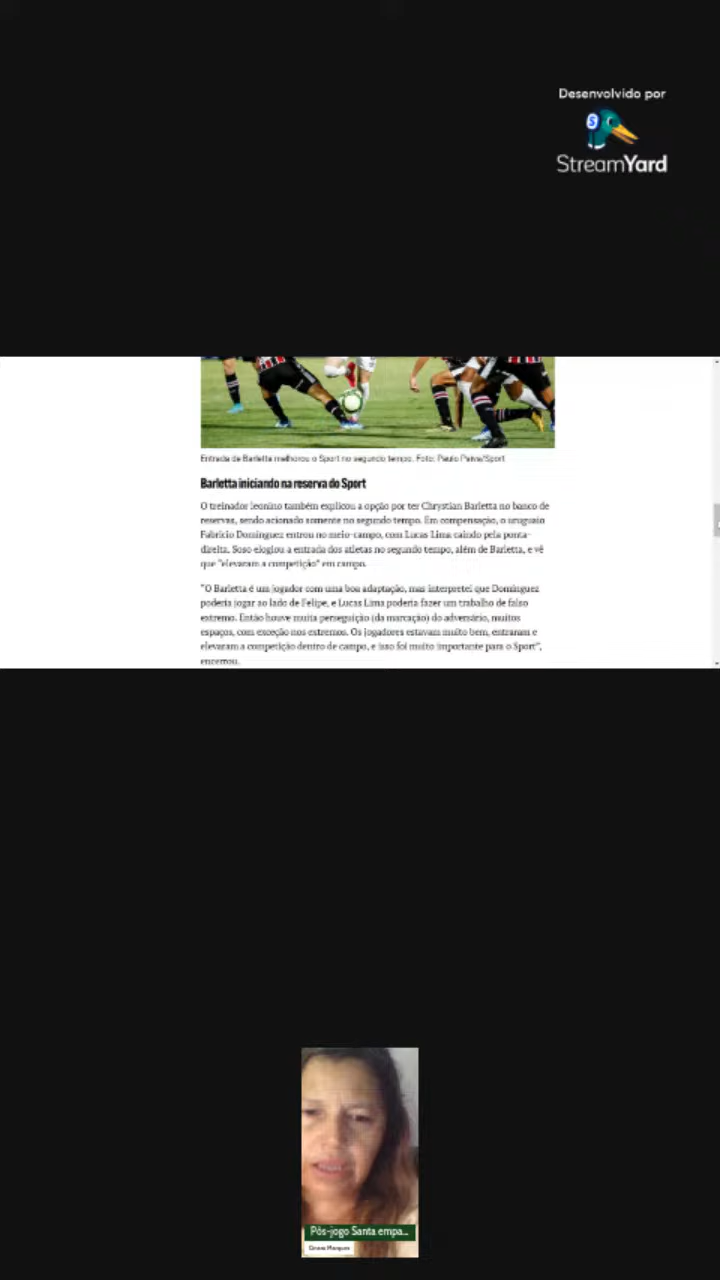 Desenvolvido por
StreamYard
Entrada de Barletta melhorou o Sport no segundo tempo. Foto: Paulo Paiva/Sport
Barletta iniciando na reserva do Sport
O treinador leonino também explicou a opção por ter Chrystian Barletta no banco de
reservas, sendo acionado somente no segundo tempo. Em compensação, o uruguaio
Fabricio Domínguez entrou no meio-campo, com Lucas Lima caindo pela ponta-
direita. Soso elogiou a entrada dos atletas no segundo tempo, além de Barletta, e vê
que "elevaram a competição" em campo.
"O Barletta é um jogador com uma boa adaptação, mas interpretei que Domínguez
poderia jogar ao lado de Felipe, e Lucas Lima poderia fazer um trabalho de falso
extremo. Então houve muita perseguição (da marcação) do adversário, muitos
espaços, com exceção nos extremos. Os jogadores estavam muito bem, entraram e
elevaram a competição dentro de campo, e isso foi muito importante para o Sport",
encerrou.
Pós-jogo Santa empa...
Marques